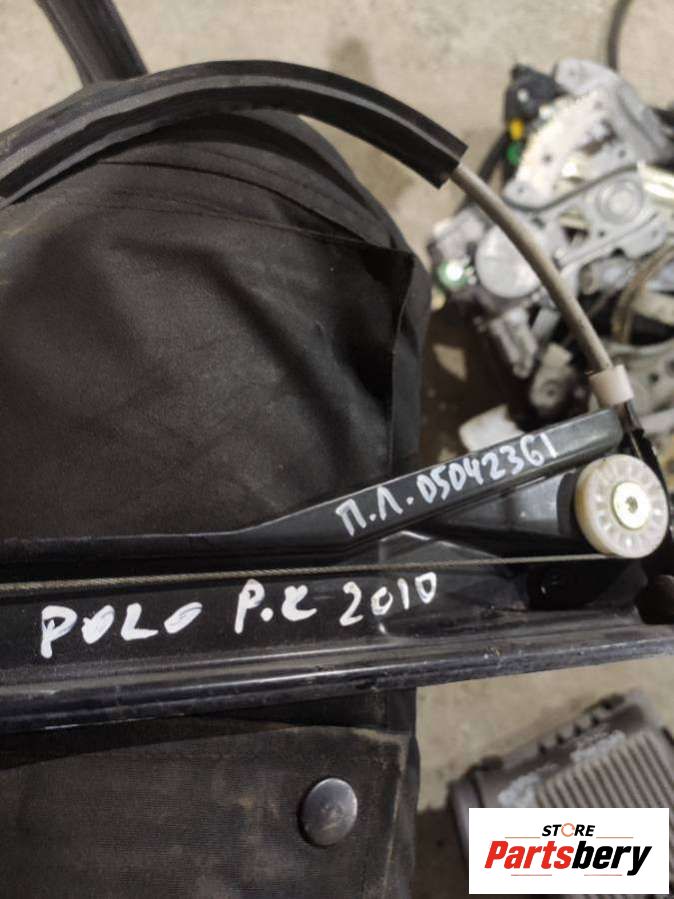 П.Л. 05042361
POLO P.K 2010
STORE
Partsbery